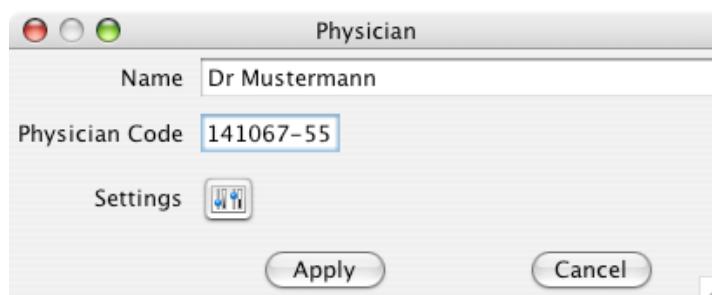 Physician
Name Dr Mustermann
Physician Code 141067-55
Settings
Apply Cancel